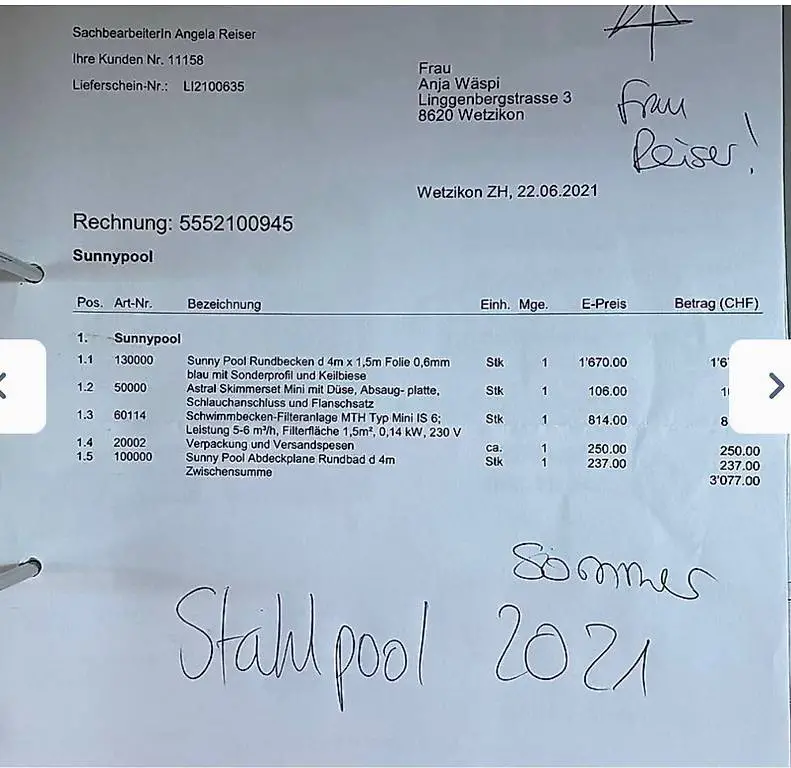 SachbearbeiterIn Angela Reiser
Ihre Kunden Nr. 11158
Lieferschein-Nr.: LI2100635
Frau
Anja Wäspi
Linggenbergstrasse 3
8620 Wetzikon
Frau
Reiser!
Wetzikon ZH, 22.06.2021
Rechnung: 5552100945
Sunnypool
Pos. Art-Nr. Bezeichnung Einh. Mge. E-Preis Betrag (CHF)
1. Sunnypool
1.1 130000 Sunny Pool Rundbecken d 4m x 1,5m Folie 0,6mm Stk 1 1'670.00 1'6
blau mit Sonderprofil und Keilbiese
1.2 50000 Astral Skimmerset Mini mit Düse, Absaug- platte, Stk 1 106.00 1
Schlauchanschluss und Flanschsatz
1.3 60114 Schwimmbecken-Filteranlage MTH Typ Mini IS 6; Stk 1 814.00 8
Leistung 5-6 m³/h, Filterfläche 1,5m², 0,14 kW, 230 V
1.4 20002 Verpackung und Versandspesen ca. 1 250.00 250.00
1.5 100000 Sunny Pool Abdeckplane Rundbad d 4m Stk 1 237.00 237.00
Zwischensumme 3'077.00
Sommer
Stahlpool 2021